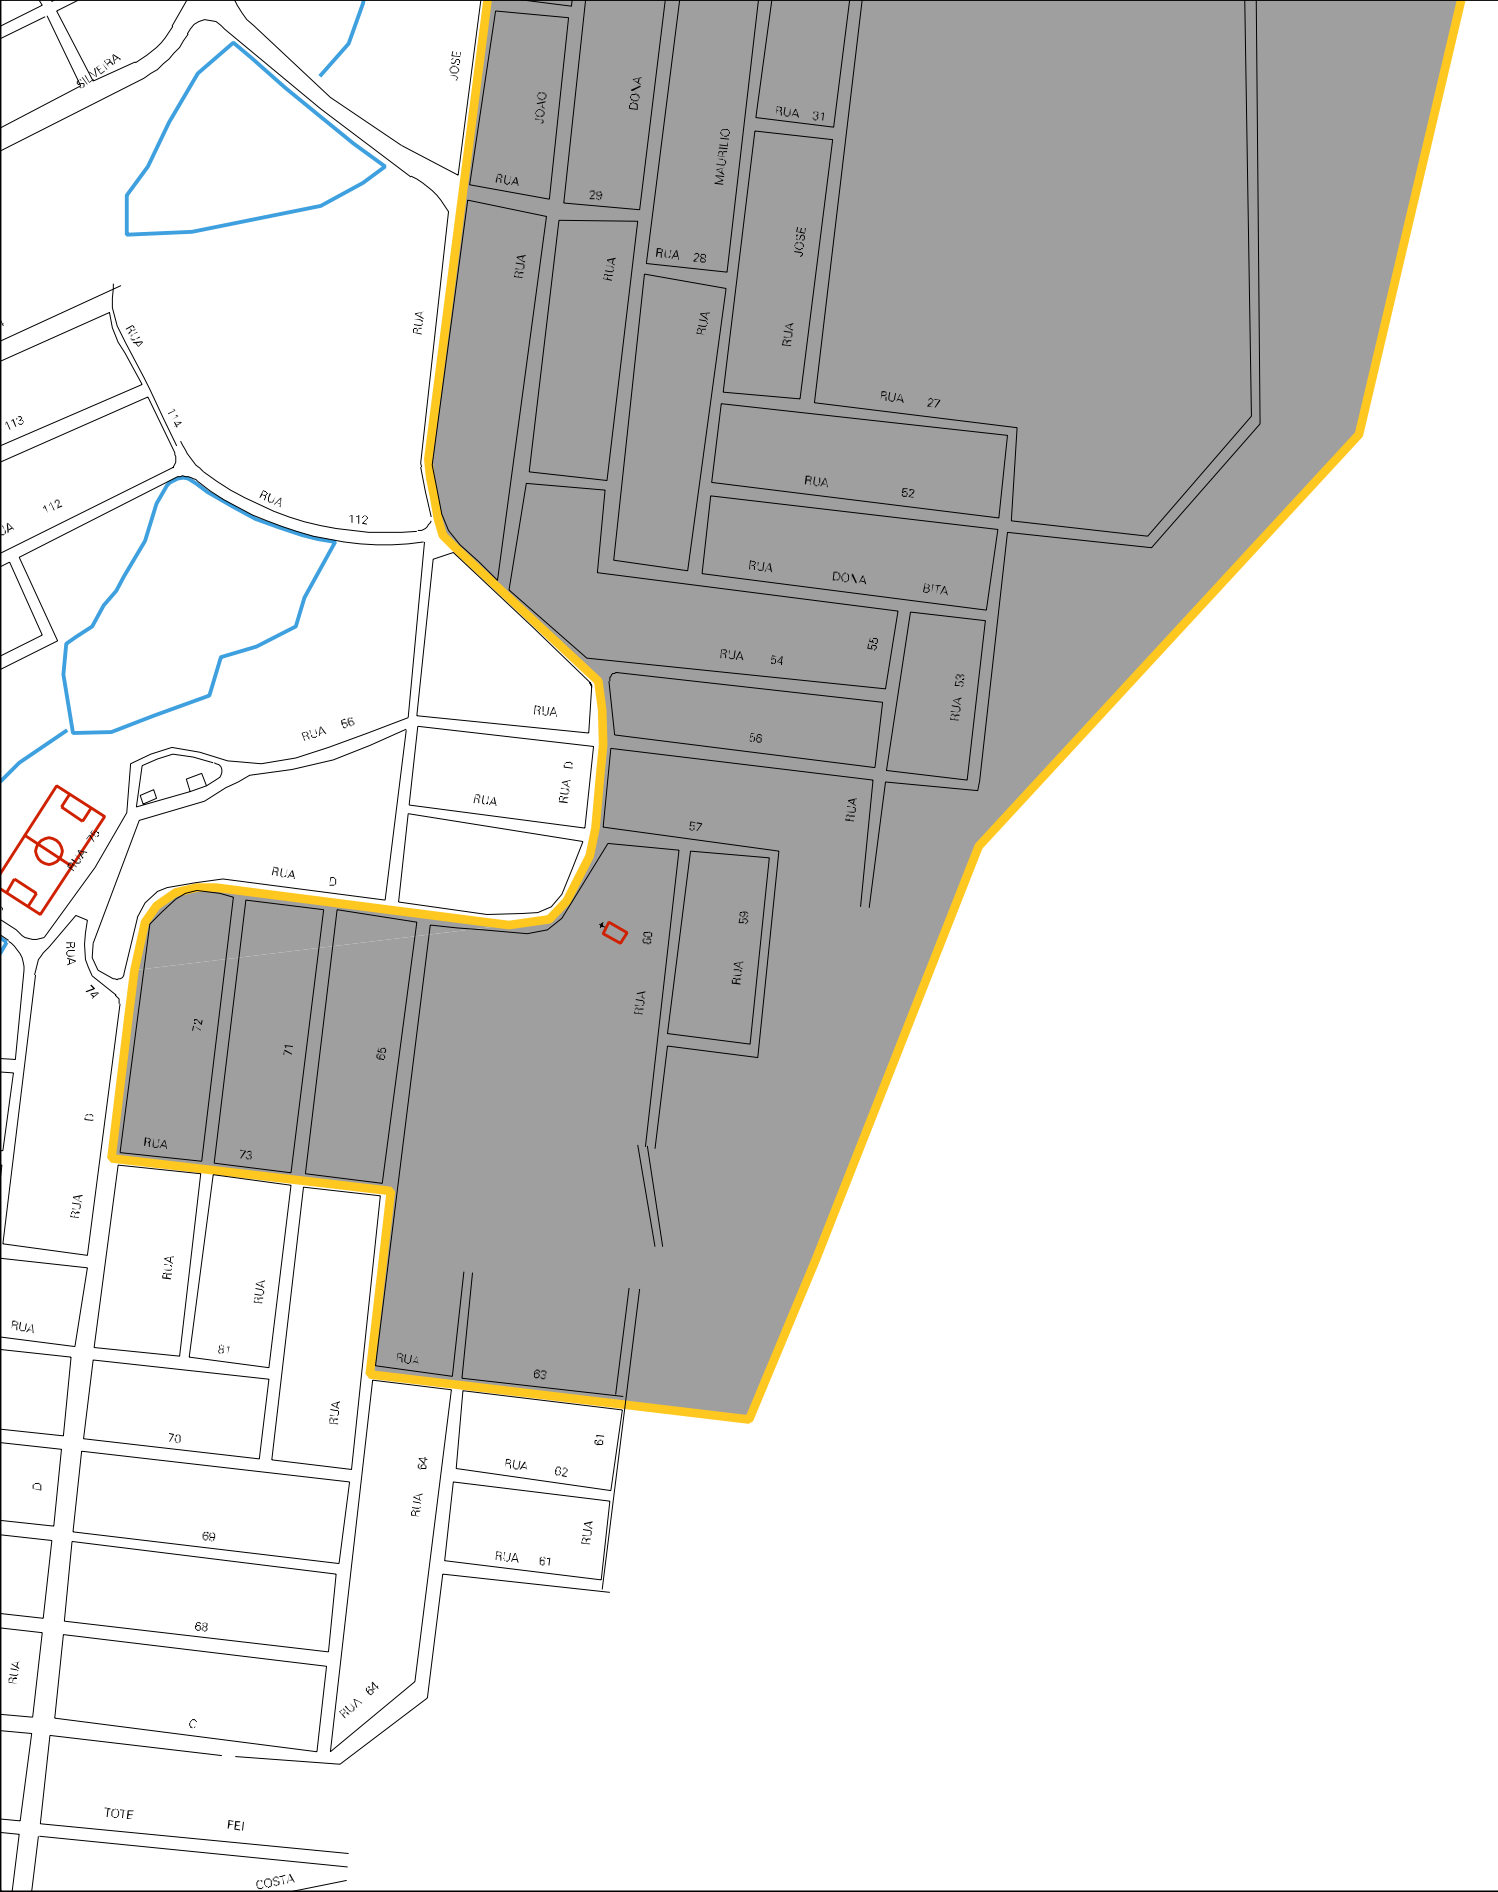 SILVEIRA
JOSE
JOAO
DONA
MAURILIO
RUA 31
RUA 29
RUA 28
JOSE
RUA
RUA
RUA
RUA
RUA
RUA
114
113
RUA 27
RUA 112
112
RUA 52
RUA DONA BITA
55
RUA 54
RUA 53
RUA
RUA 56
56
RUA D
RUA
RUA
57
RUA 75
RUA D
59
60
RUA
RUA
RUA
74
72
71
65
D
RUA 73
RUA
RUA
RUA
RUA
81
RUA
63
RUA
70
64
RUA
61
RUA 62
D
69
RUA
RUA 61
68
RUA
RUA 64
C
TOTE FEI
COSTA